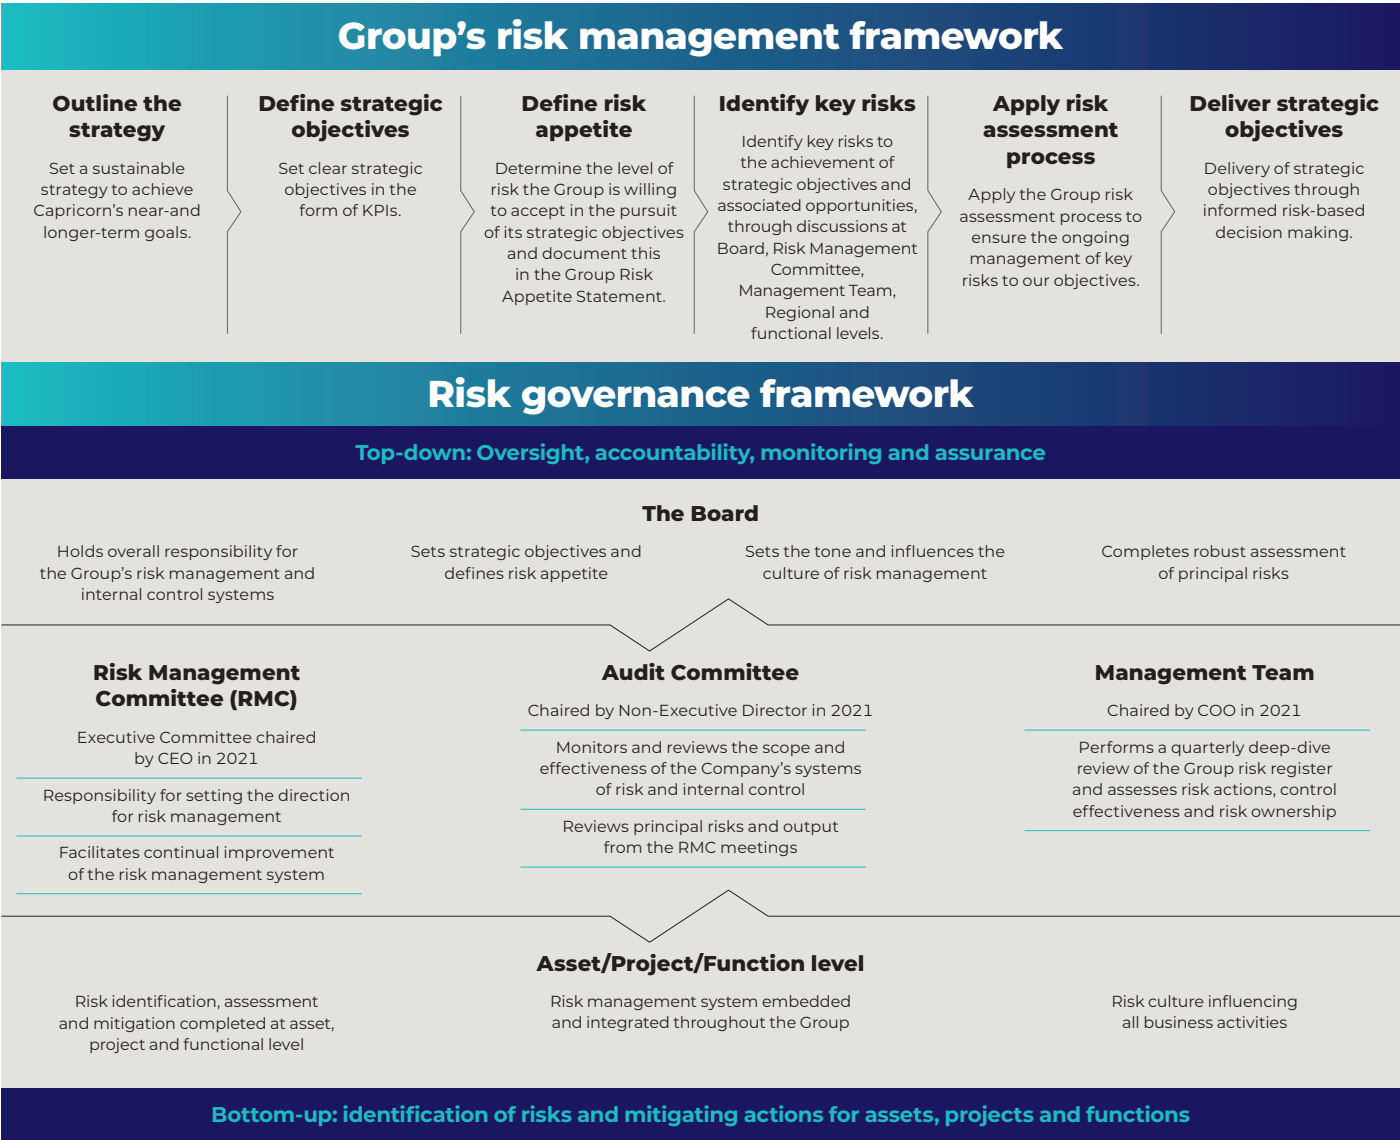 Group's risk management framework
Outline the
strategy
Set a sustainable
strategy to achieve
Capricorn's near-and
longer-term goals.
Define strategic
objectives
Set clear strategic
objectives in the
form of KPIs.
Define risk
appetite
Determine the level of
risk the Group is willing
to accept in the pursuit
of its strategic objectives
and document this
in the Group Risk
Appetite Statement.
Identify key risks
Identify key risks to
the achievement of
strategic objectives and
associated opportunities,
through discussions at
Board, Risk Management
Committee,
Management Team,
Regional and
functional levels.
Apply risk
assessment
process
Apply the Group risk
assessment process to
ensure the ongoing
management of key
risks to our objectives.
Deliver strategic
objectives
Delivery of strategic
objectives through
informed risk-based
decision making.
Risk governance framework
Top-down: Oversight, accountability, monitoring and assurance
The Board
Holds overall responsibility for
the Group's risk management and
internal control systems
Sets strategic objectives and
defines risk appetite
Sets the tone and influences the
culture of risk management
Completes robust assessment
of principal risks
Risk Management
Committee (RMC)
Executive Committee chaired
by CEO in 2021
Responsibility for setting the direction
for risk management
Facilitates continual improvement
of the risk management system
Audit Committee
Chaired by Non-Executive Director in 2021
Monitors and reviews the scope and
effectiveness of the Company's systems
of risk and internal control
Reviews principal risks and output
from the RMC meetings
Management Team
Chaired by COO in 2021
Performs a quarterly deep-dive
review of the Group risk register
and assesses risk actions, control
effectiveness and risk ownership
Asset/Project/Function level
Risk identification, assessment
and mitigation completed at asset,
project and functional level
Risk management system embedded
and integrated throughout the Group
Risk culture influencing
all business activities
Bottom-up: identification of risks and mitigating actions for assets, projects and functions